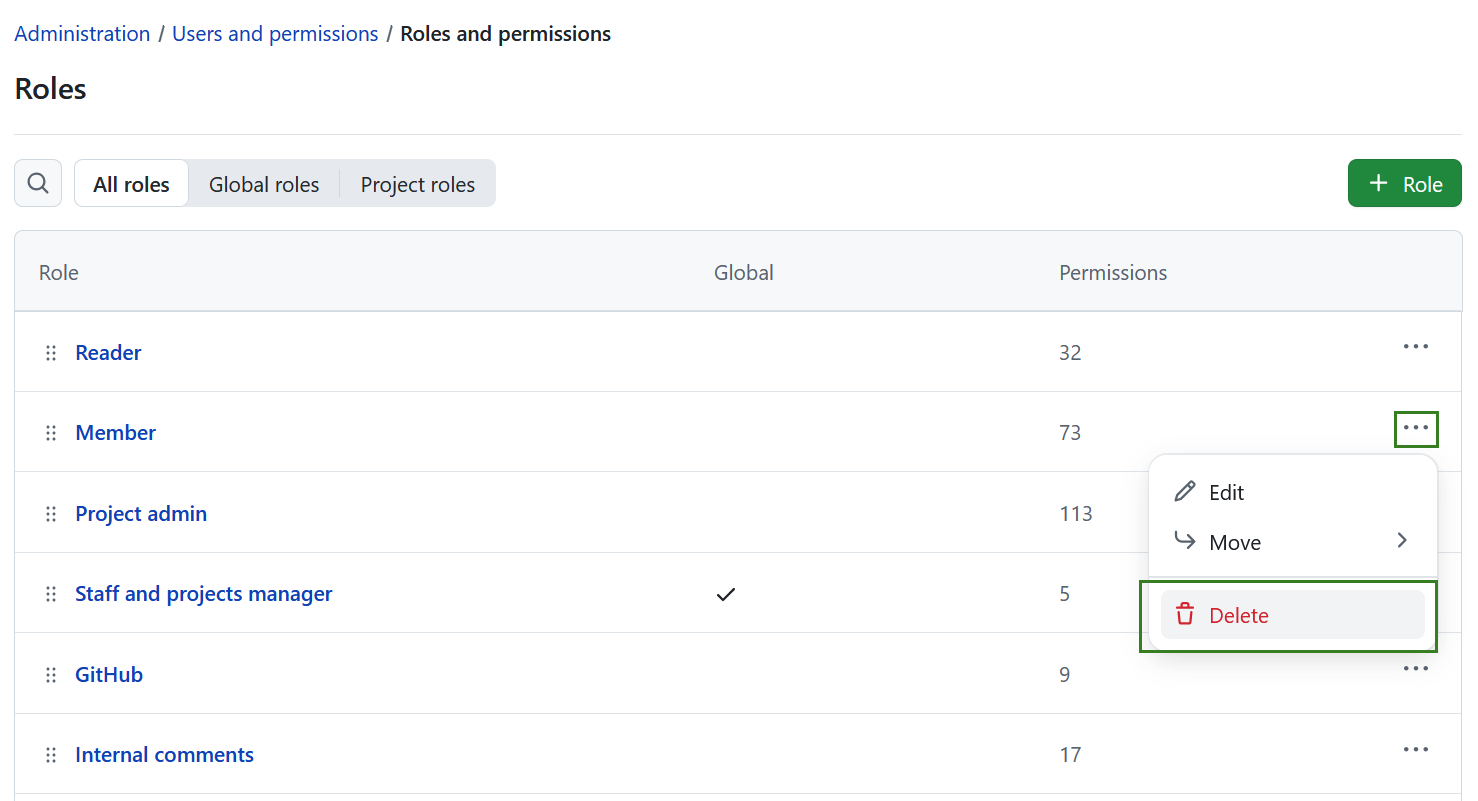 Administration / Users and permissions / Roles and permissions
Roles
All roles Global roles Project roles + Role
Role Global Permissions
Reader 32 ...
Member 73 ...
Edit
Project admin 113
Move
Staff and projects manager 5
Delete
GitHub 9 ...
Internal comments 17 ...